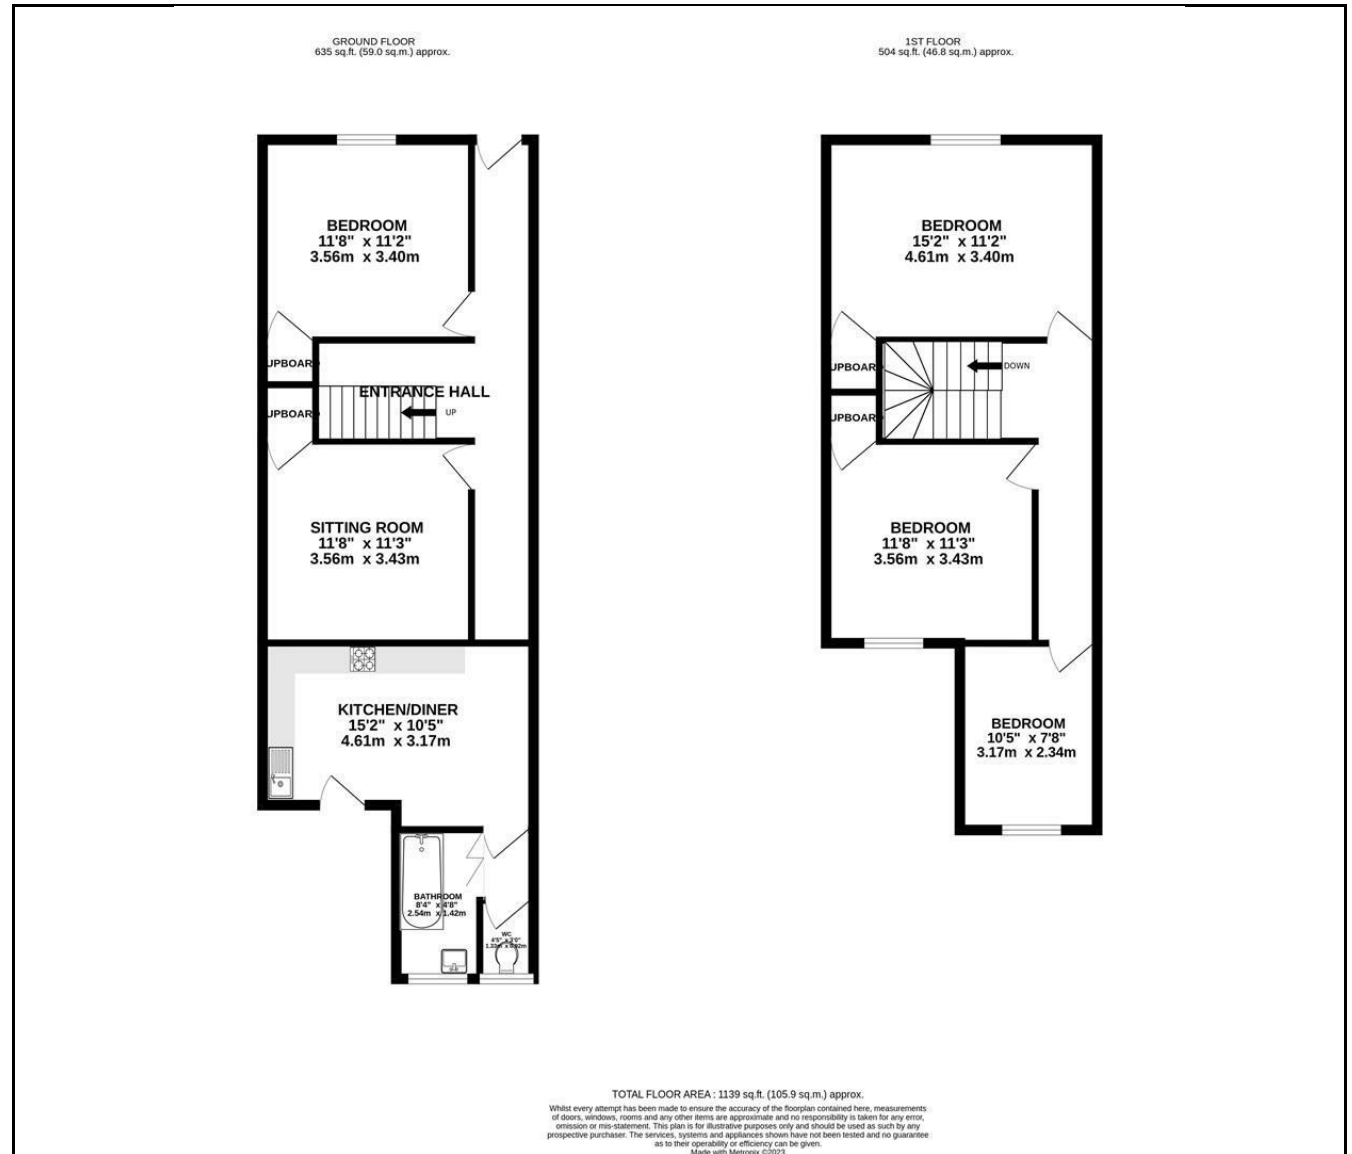 GROUND FLOOR
635 sq.ft. (59.0 sq.m.) approx.
BEDROOM
11'8" x 11'2"
3.56m x 3.40m
UPBOAR
ENTRANCE HALL
UP
UPBOAR
SITTING ROOM
11'8" x 11'3"
3.56m x 3.43m
KITCHEN/DINER
15'2" x 10'5"
4.61m x 3.17m
BATHROOM
8'4" x 4'8"
2.54m x 1.42m
WC
4'5" x 3'0"
1ST FLOOR
504 sq.ft. (46.8 sq.m.) approx.
BEDROOM
15'2" x 11'2"
4.61m x 3.40m
UPBOAR
DOWN
UPBOAR
BEDROOM
11'8" x 11'3"
3.56m x 3.43m
BEDROOM
10'5" x 7'8"
3.17m x 2.34m
TOTAL FLOOR AREA : 1139 sq.ft. (105.9 sq.m.) approx.
Whilst every attempt has been made to ensure the accuracy of the floorplan contained here, measurements
of doors, windows, rooms and any other items are approximate and no responsibility is taken for any error,
omission or mis-statement. This plan is for illustrative purposes only and should be used as such by any
prospective purchaser. The services, systems and appliances shown have not been tested and no guarantee
as to their operability or efficiency can be given.
Made with Metropix ©2023